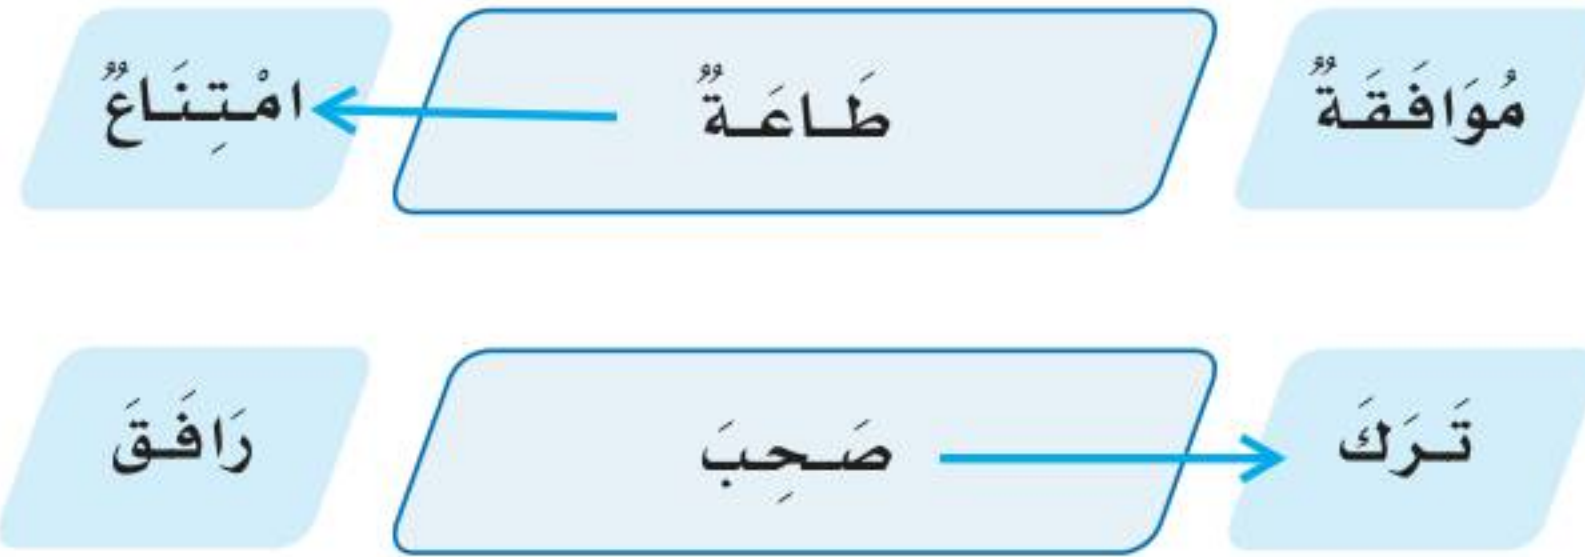 مُوَافَقَةٌ طَاعَةٌ امْتِنَاعٌ
تَرَكَ صَحِبَ رَافَقَ